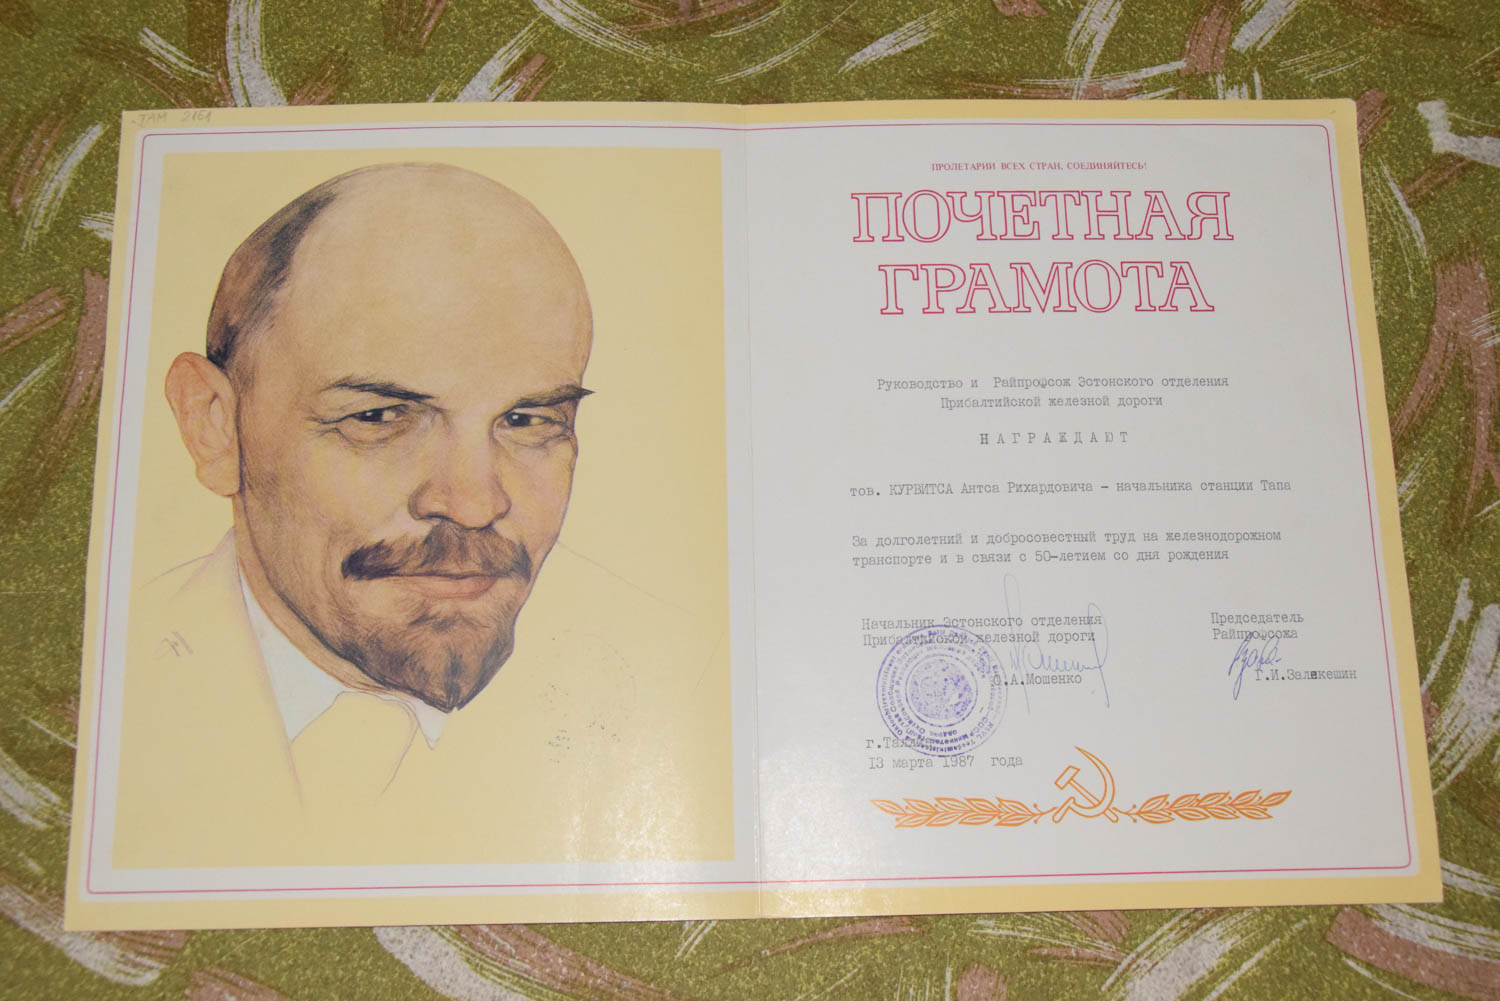 ТАМ 2161
ПРОЛЕТАРИИ ВСЕХ СТРАН, СОЕДИНЯЙТЕСЬ!
ПОЧЕТНАЯ
ГРАМОТА
Руководство и Райпрофсож Эстонского отделения
Прибалтийской железной дороги
НАГРАЖДАЮТ
тов. КУРВИТСА Антса Рихардовича - начальника станции Тапа
За долголетний и добросовестный труд на железнодорожном
транспорте и в связи с 50-летием со дня рождения
Начальник Эстонского отделения
Прибалтийской железной дороги
О.А.Мошенко
Председатель
Райпрофсожа
Г.И.Залекешин
г.
13 марта 1987 года